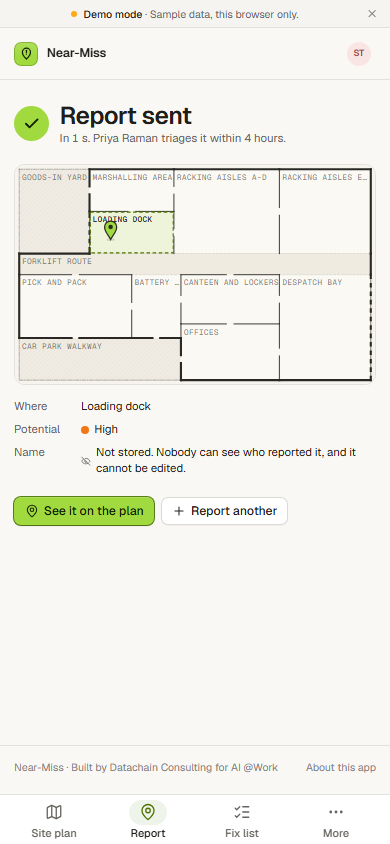 Demo mode · Sample data, this browser only.
Near-Miss
ST
Report sent
In 1 s. Priya Raman triages it within 4 hours.
GOODS-IN YARD
MARSHALLING AREA
RACKING AISLES A-D
RACKING AISLES E…
LOADING DOCK
FORKLIFT ROUTE
PICK AND PACK
BATTERY …
CANTEEN AND LOCKERS
DESPATCH BAY
OFFICES
CAR PARK WALKWAY
Where Loading dock
Potential High
Name Not stored. Nobody can see who reported it, and it
cannot be edited.
See it on the plan
Report another
Near-Miss · Built by Datachain Consulting for AI @Work
About this app
Site plan
Report
Fix list
More